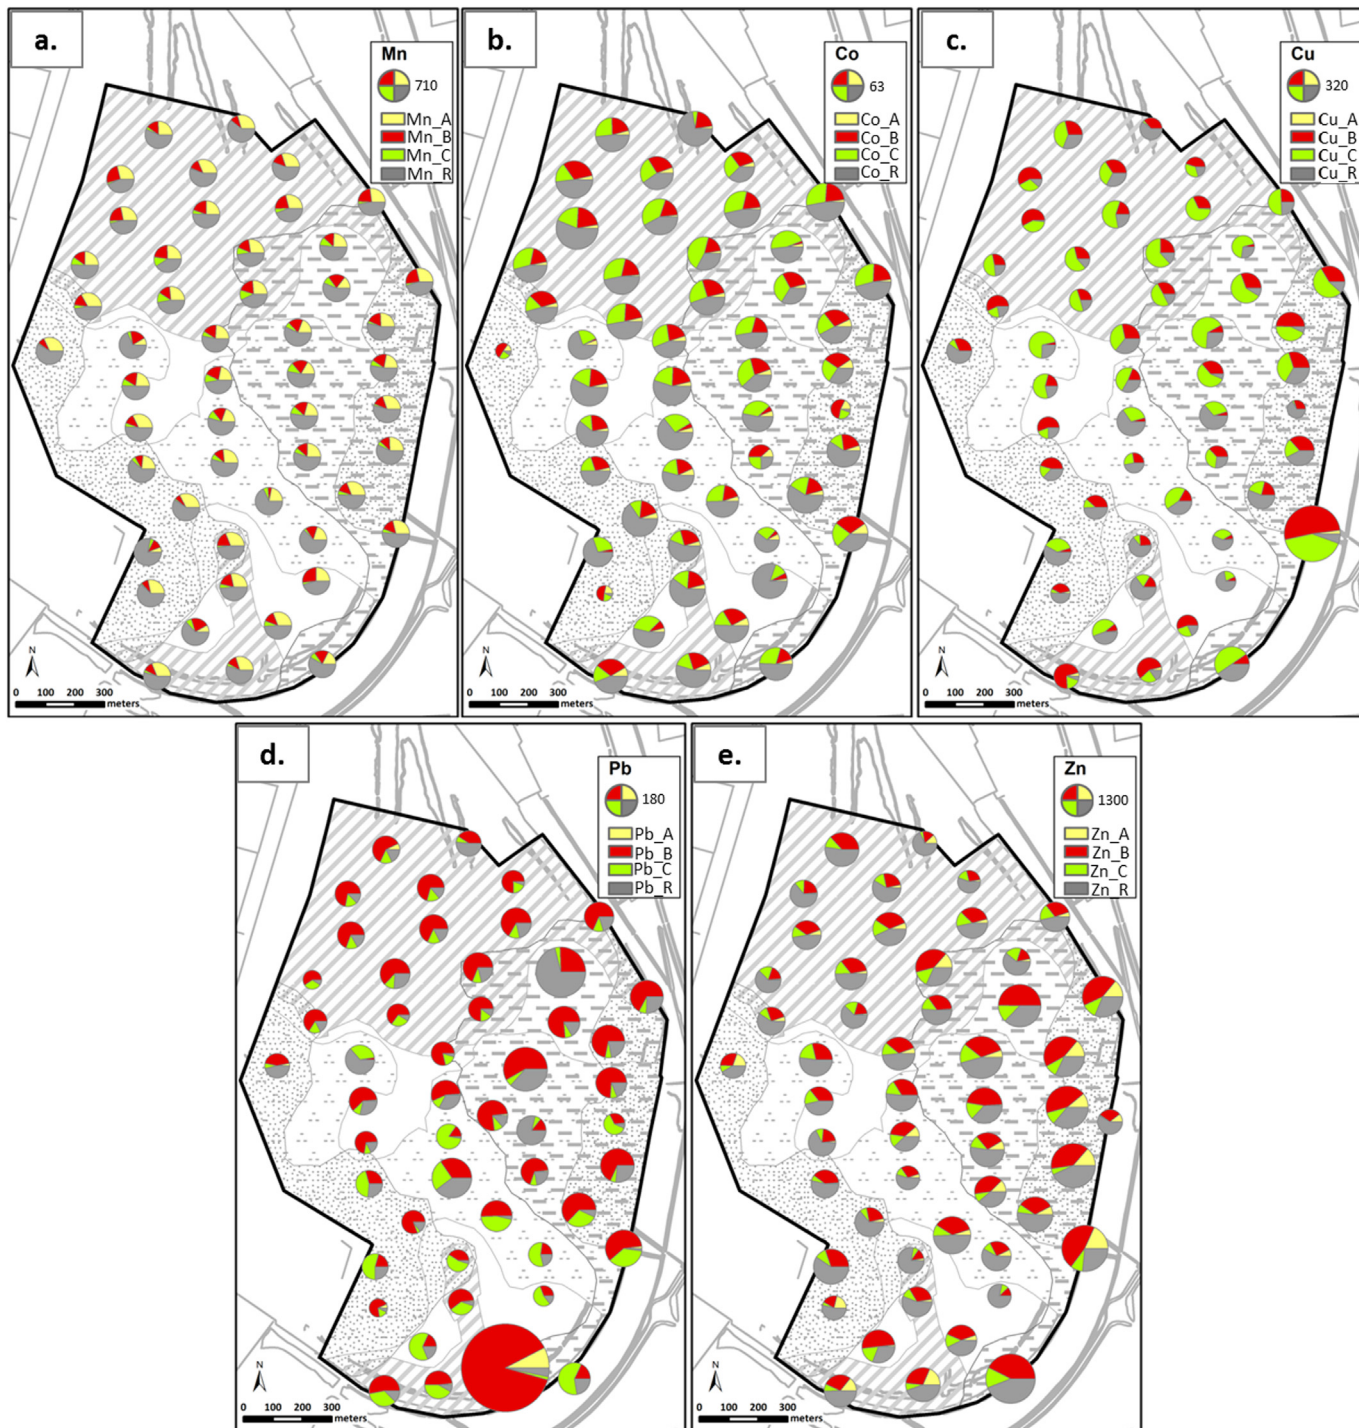 a.
Mn
710
Mn_A
Mn_B
Mn_C
Mn_R
N
0 100 200 300
meters
b.
Co
63
Co_A
Co_B
Co_C
Co_R
N
0 100 200 300
meters
c.
Cu
320
Cu_A
Cu_B
Cu_C
Cu_R
N
0 100 200 300
meters
d.
Pb
180
Pb_A
Pb_B
Pb_C
Pb_R
N
0 100 200 300
meters
e.
Zn
1300
Zn_A
Zn_B
Zn_C
Zn_R
N
0 100 200 300
meters